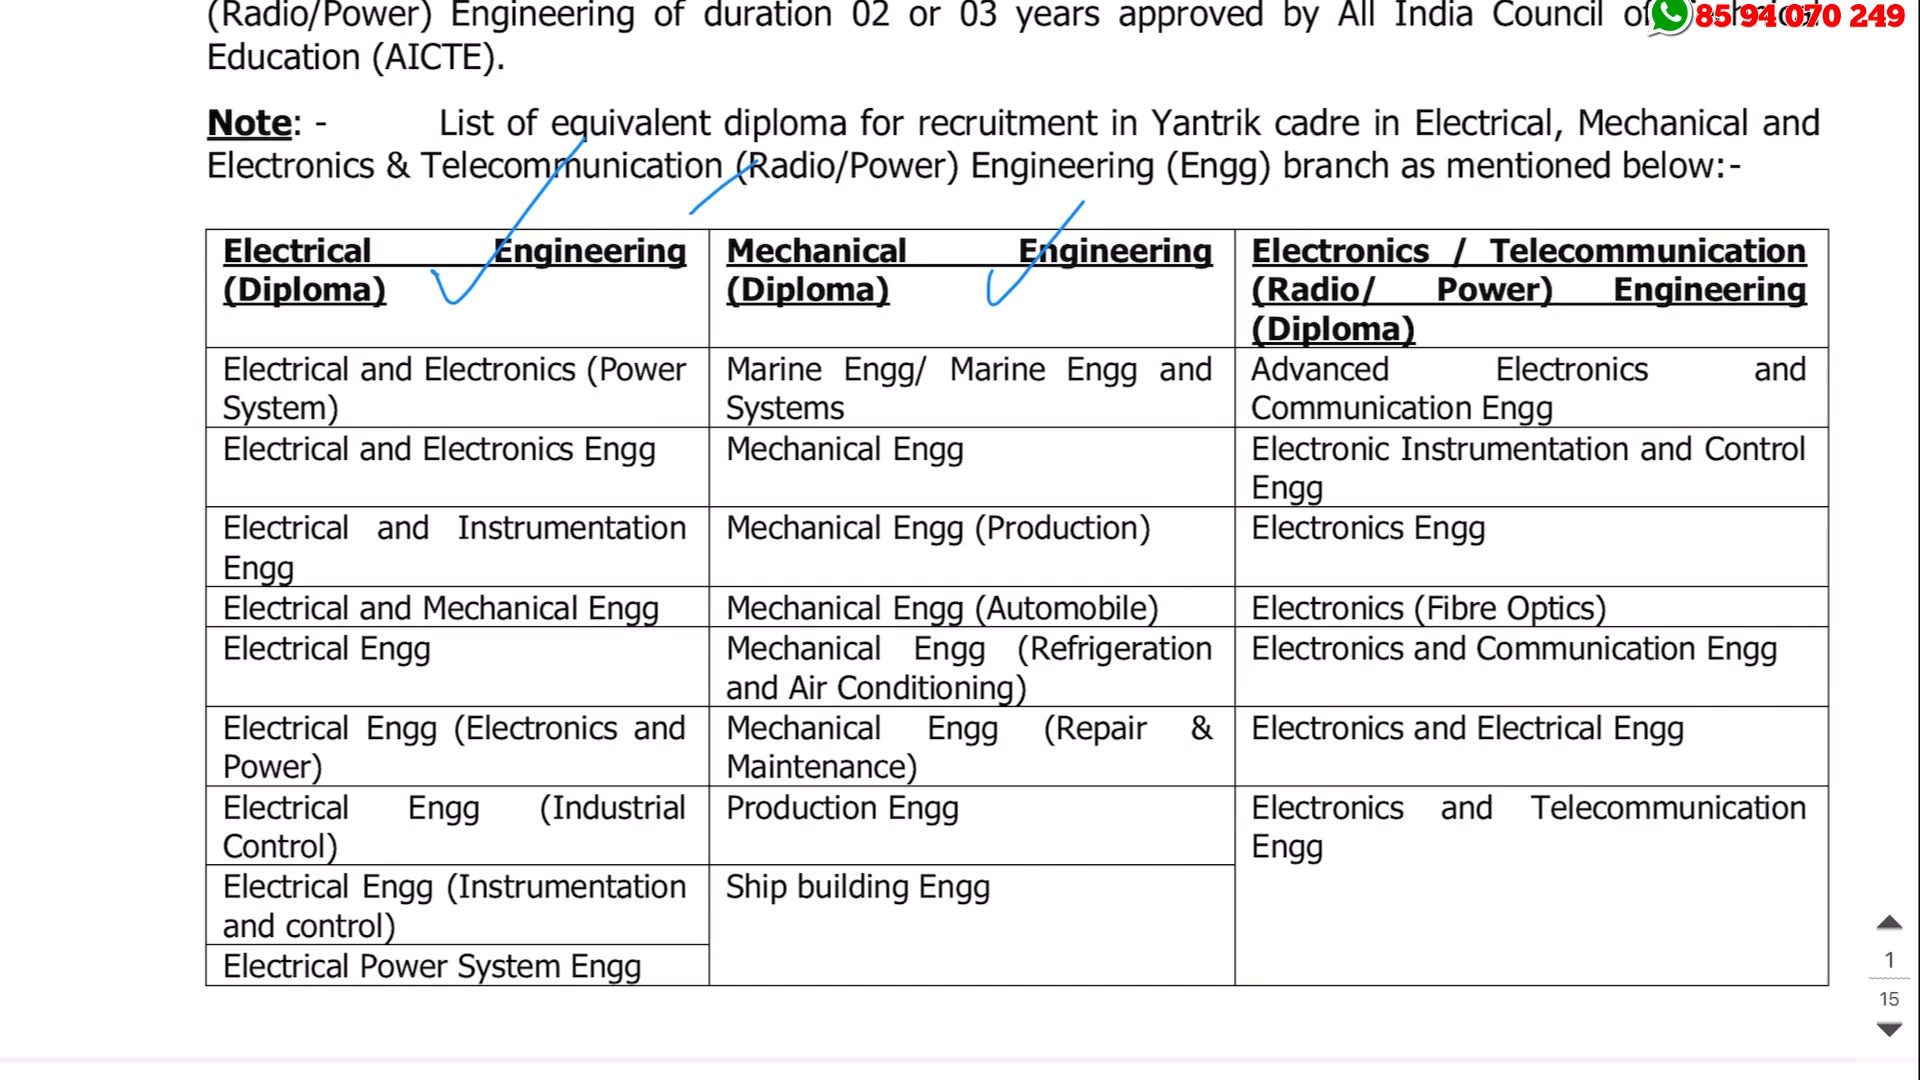 (Radio/Power) Engineering of duration 02 or 03 years approved by All India Council of
85 94 070 249
Education (AICTE).
Note: - List of equivalent diploma for recruitment in Yantrik cadre in Electrical, Mechanical and
Electronics & Telecommunication (Radio/Power) Engineering (Engg) branch as mentioned below:-
Electrical Engineering
(Diploma)
Mechanical Engineering
(Diploma)
Electronics / Telecommunication
(Radio/ Power) Engineering
(Diploma)
Electrical and Electronics (Power
System)
Marine Engg/ Marine Engg and
Systems
Advanced Electronics and
Communication Engg
Electrical and Electronics Engg
Mechanical Engg
Electronic Instrumentation and Control
Engg
Electrical and Instrumentation
Engg
Mechanical Engg (Production)
Electronics Engg
Electrical and Mechanical Engg
Mechanical Engg (Automobile)
Electronics (Fibre Optics)
Electrical Engg
Mechanical Engg (Refrigeration
and Air Conditioning)
Electronics and Communication Engg
Electrical Engg (Electronics and
Power)
Mechanical Engg (Repair &
Maintenance)
Electronics and Electrical Engg
Electrical Engg (Industrial
Control)
Production Engg
Electronics and Telecommunication
Engg
Electrical Engg (Instrumentation
and control)
Ship building Engg
Electrical Power System Engg
1
15